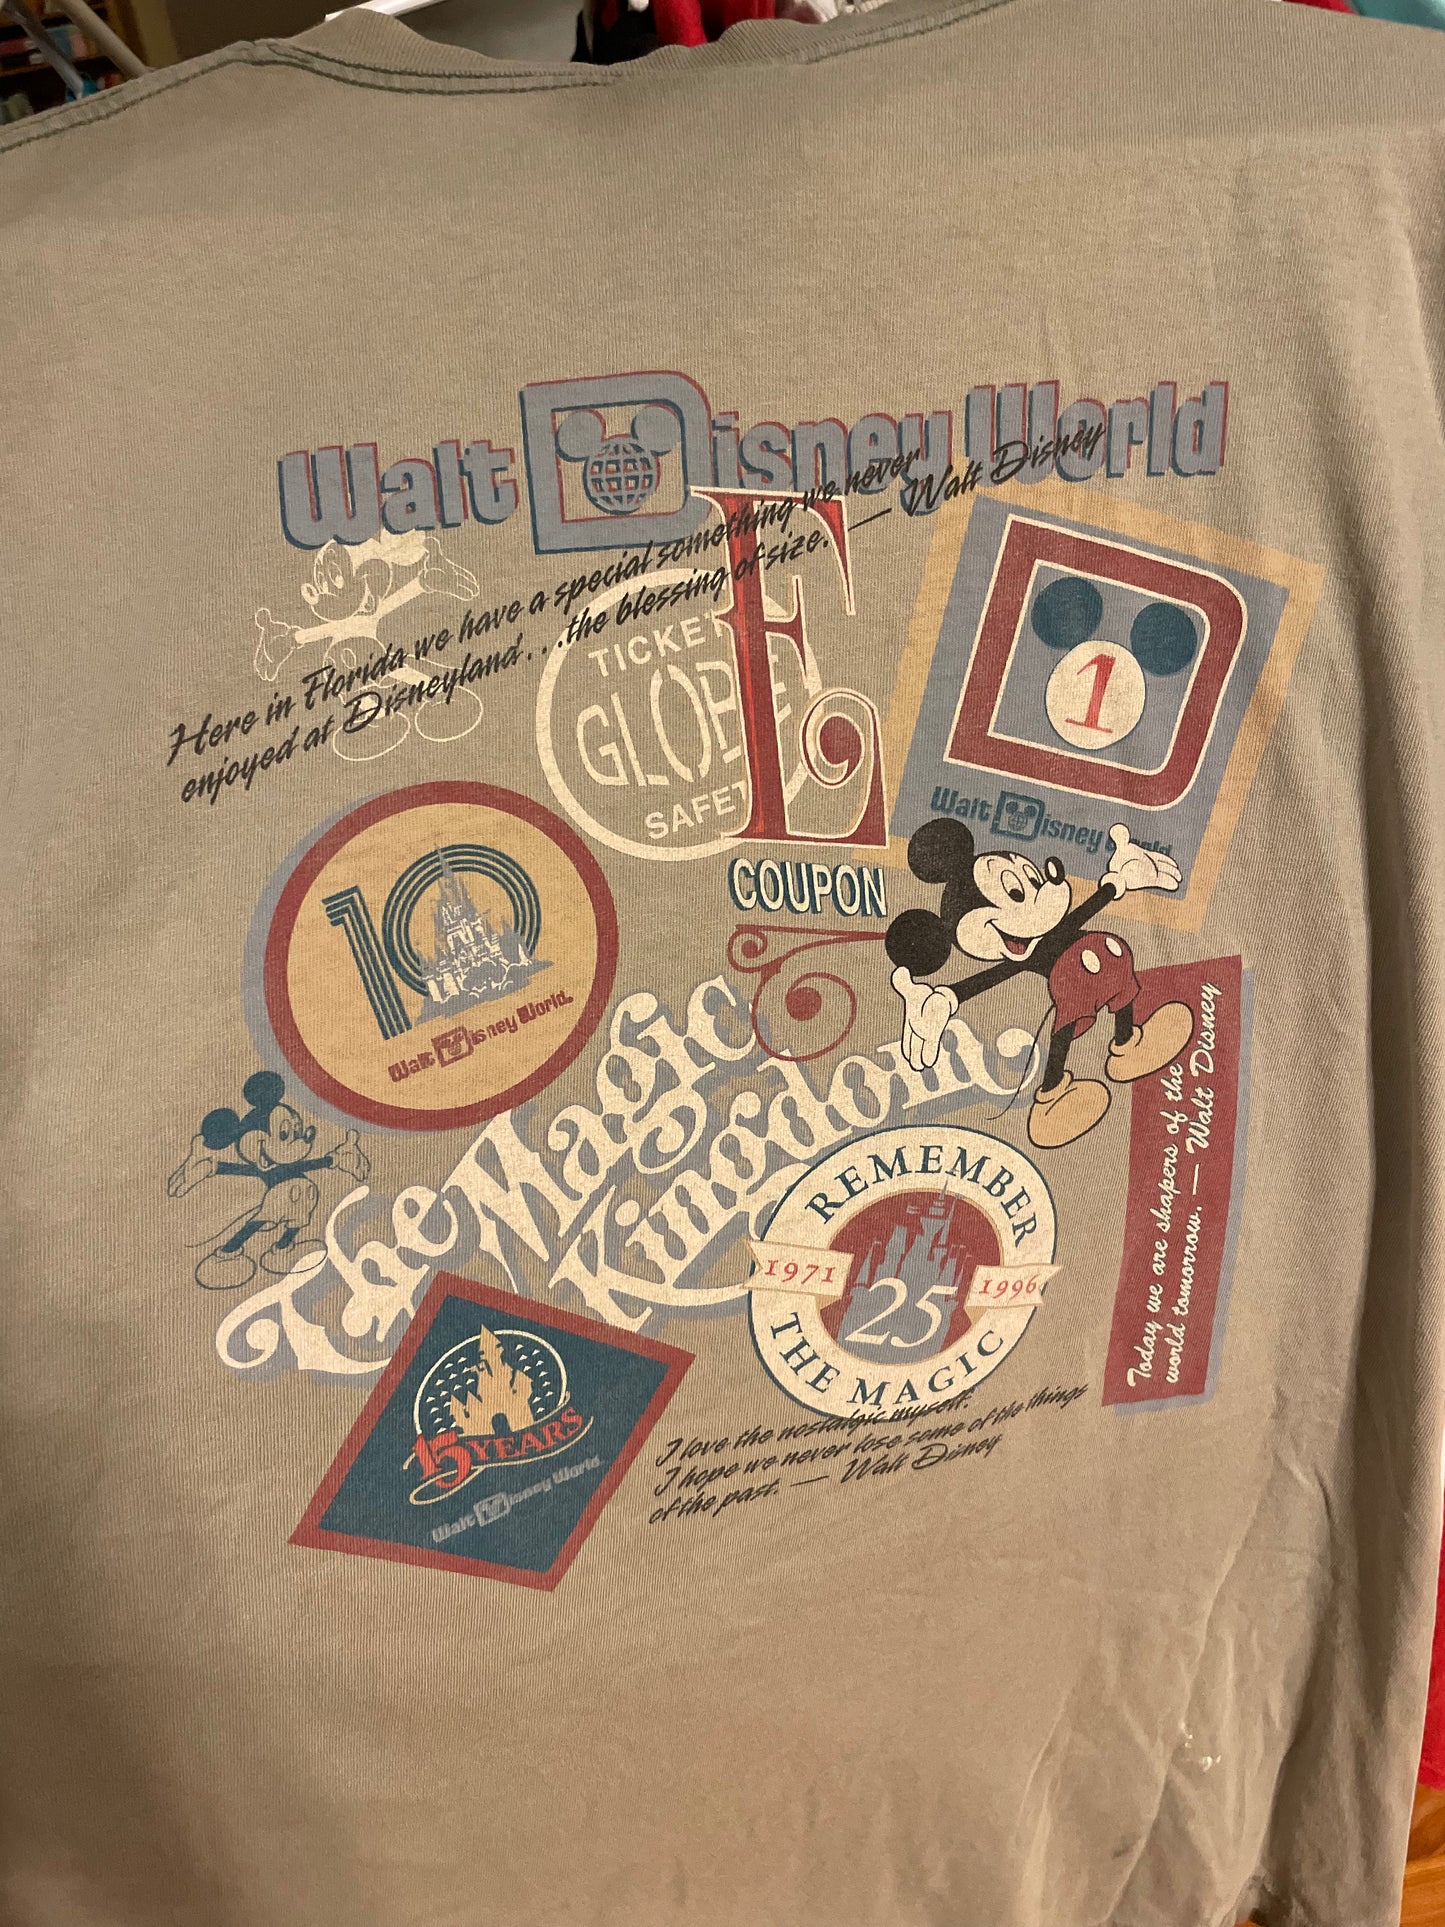 Walt Disney World
Here in Florida we have a special something we never
enjoyed at Disneyland...the blessing of size. — Walt Disney
TICKET
GLOBE
SAFETY
E
COUPON
1
Walt Disney World
10
Walt Disney World
The Magic
Kingdom
REMEMBER
1971
25
1996
THE MAGIC
Today we are shapers of the
world tomorrow. — Walt Disney
15 YEARS
Walt Disney World
I love the nostalgic myself.
I hope we never lose some of the things
of the past. — Walt Disney